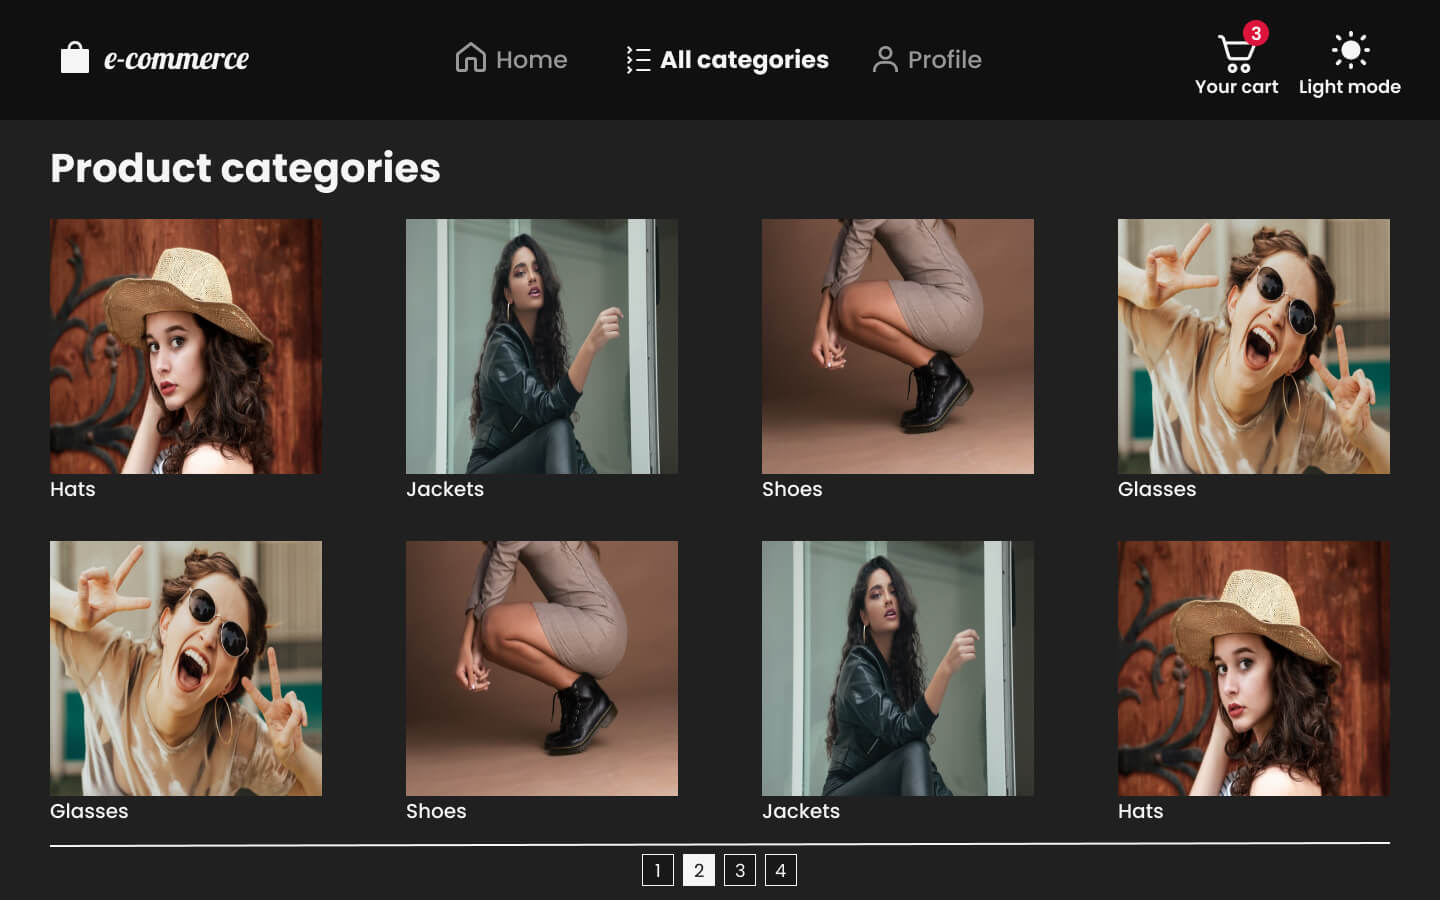 e-commerce
Home
All categories
Profile
3
Your cart
Light mode
Product categories
Hats
Jackets
Shoes
Glasses
Glasses
Shoes
Jackets
Hats
1 2 3 4